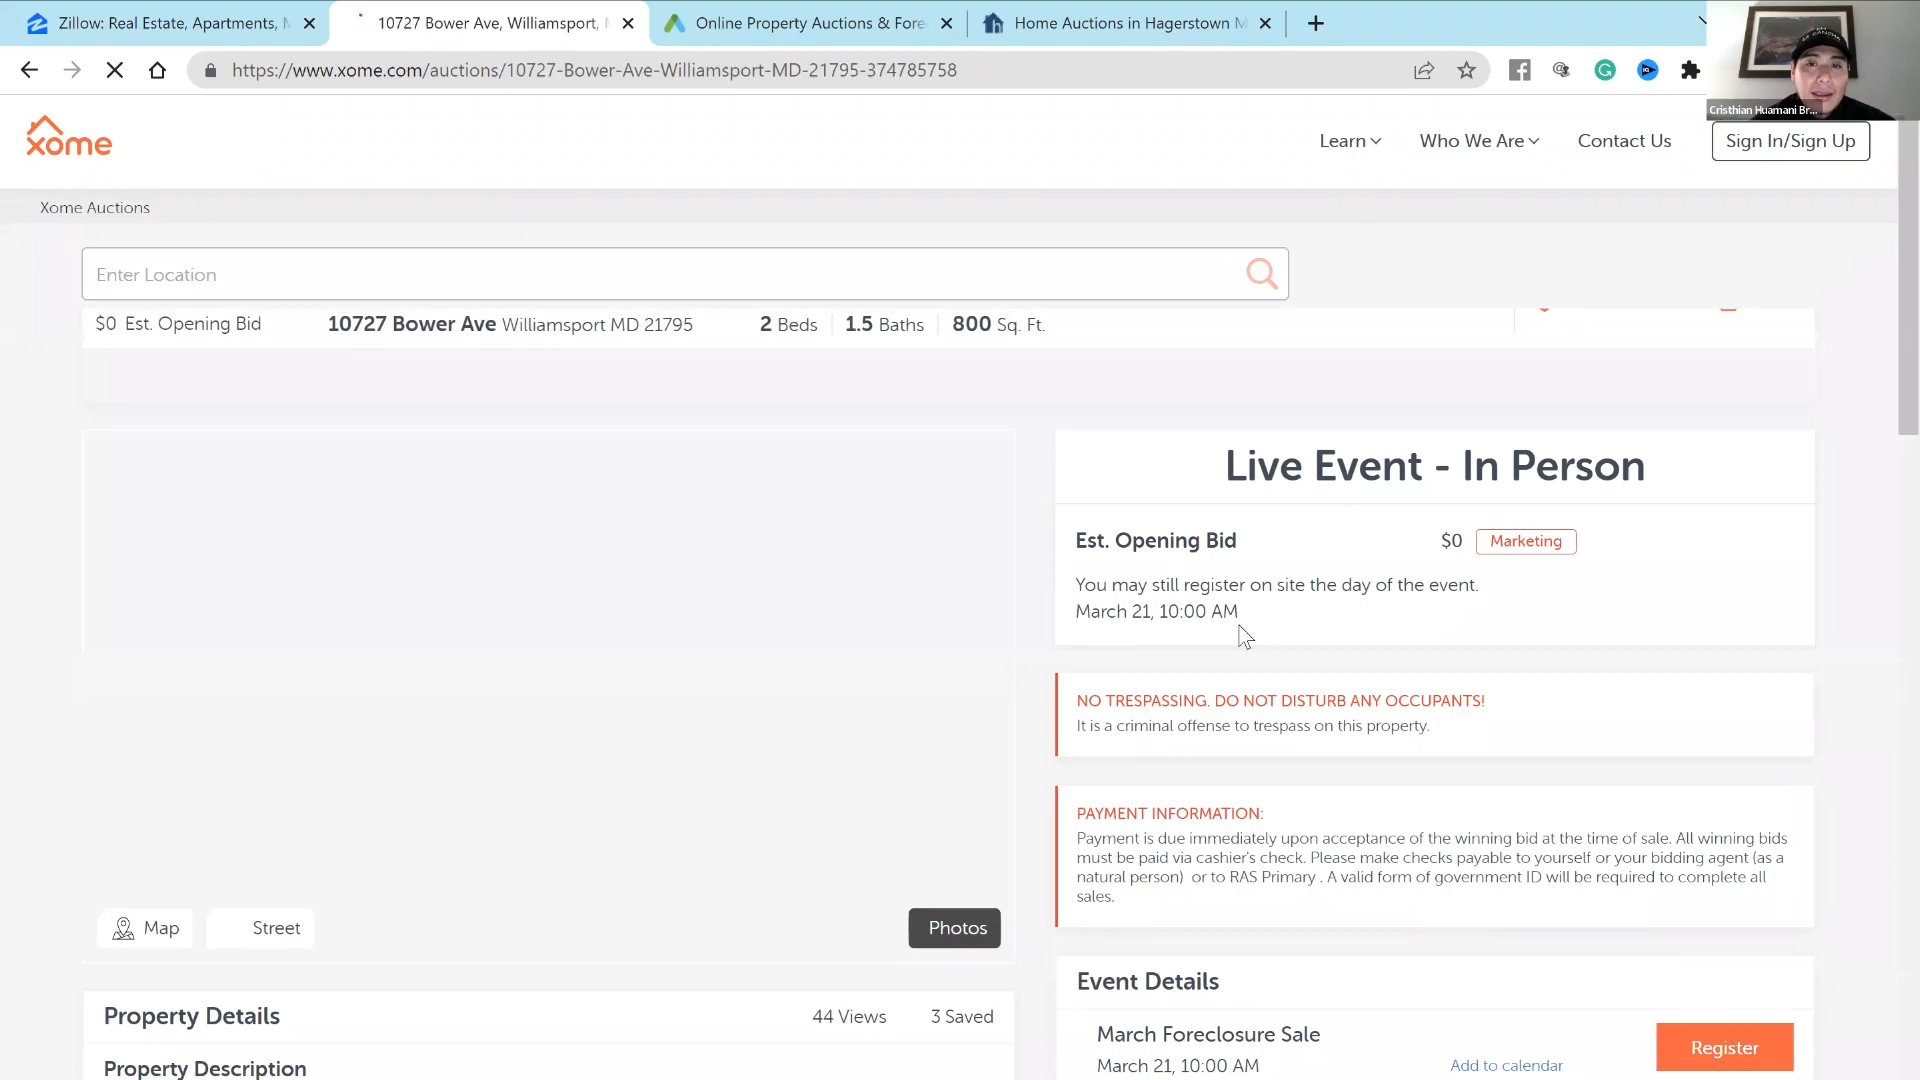 Zillow: Real Estate, Apartments, M
10727 Bower Ave, Williamsport, M
Online Property Auctions & Fore
Home Auctions in Hagerstown M
https://www.xome.com/auctions/10727-Bower-Ave-Williamsport-MD-21795-374785758
Cristhian Huamani Br...
xome
Learn
Who We Are
Contact Us
Sign In/Sign Up
Xome Auctions
Enter Location
$0 Est. Opening Bid
10727 Bower Ave Williamsport MD 21795
2 Beds
1.5 Baths
800 Sq. Ft.
Live Event - In Person
Est. Opening Bid
$0
Marketing
You may still register on site the day of the event.
March 21, 10:00 AM
NO TRESPASSING. DO NOT DISTURB ANY OCCUPANTS!
It is a criminal offense to trespass on this property.
PAYMENT INFORMATION:
Payment is due immediately upon acceptance of the winning bid at the time of sale. All winning bids
must be paid via cashier's check. Please make checks payable to yourself or your bidding agent (as a
natural person) or to RAS Primary . A valid form of government ID will be required to complete all
sales.
Map
Street
Photos
Property Details
44 Views
3 Saved
Property Description
Event Details
March Foreclosure Sale
March 21, 10:00 AM
Add to calendar
Register